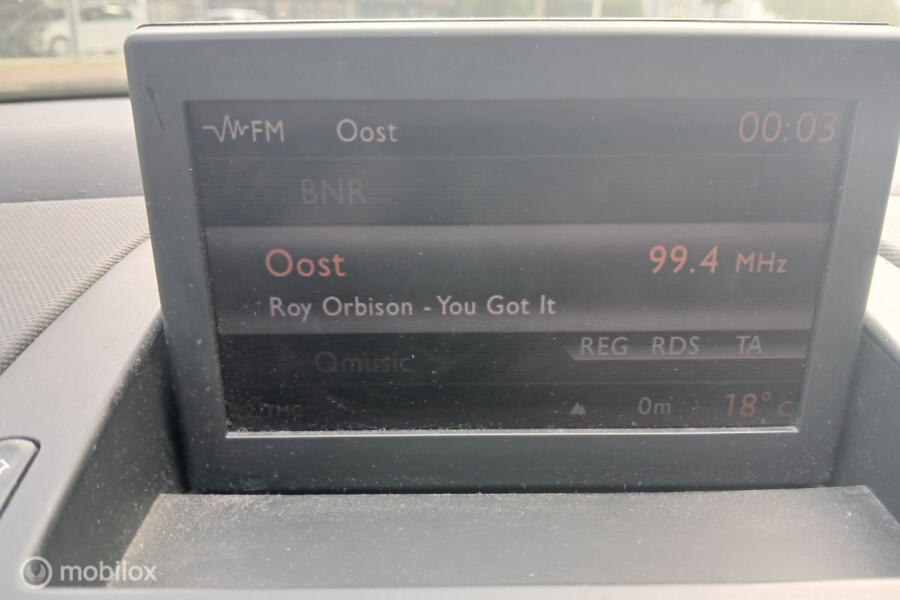 FM Oost 00:03
BNR
Oost 99.4 MHz
Roy Orbison - You Got It
REG RDS TA
Qmusic
TMC 0m 18°C
mobilox